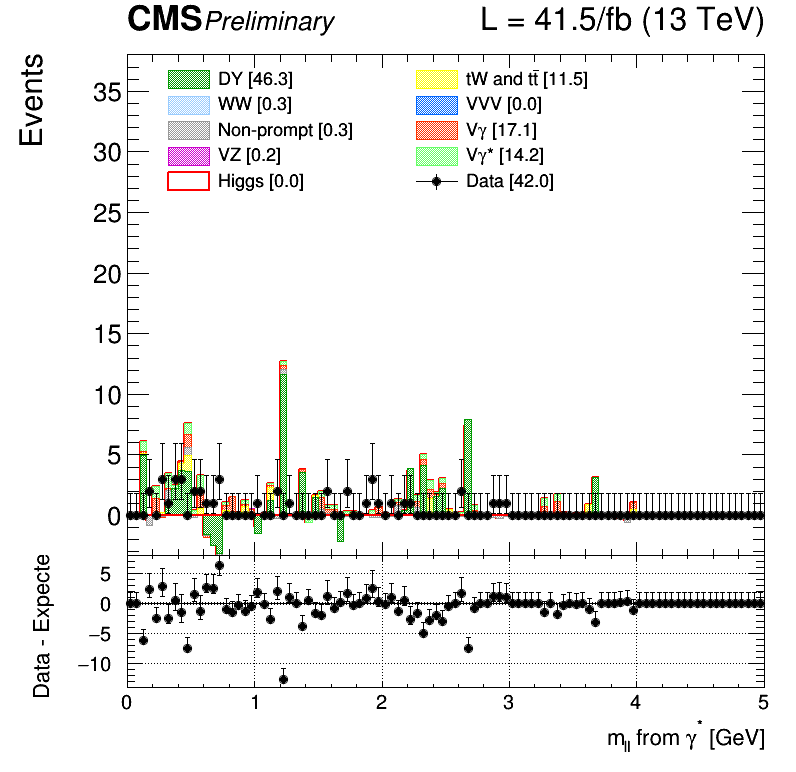 CMS Preliminary L = 41.5/fb (13 TeV)
Events
DY [46.3] tW and tt̄ [11.5]
WW [0.3] VVV [0.0]
Non-prompt [0.3] Vγ [17.1]
VZ [0.2] Vγ* [14.2]
Higgs [0.0] Data [42.0]
35
30
25
20
15
10
5
0
Data - Expecte
5
0
−5
−10
0 1 2 3 4 5
m_ll from γ* [GeV]